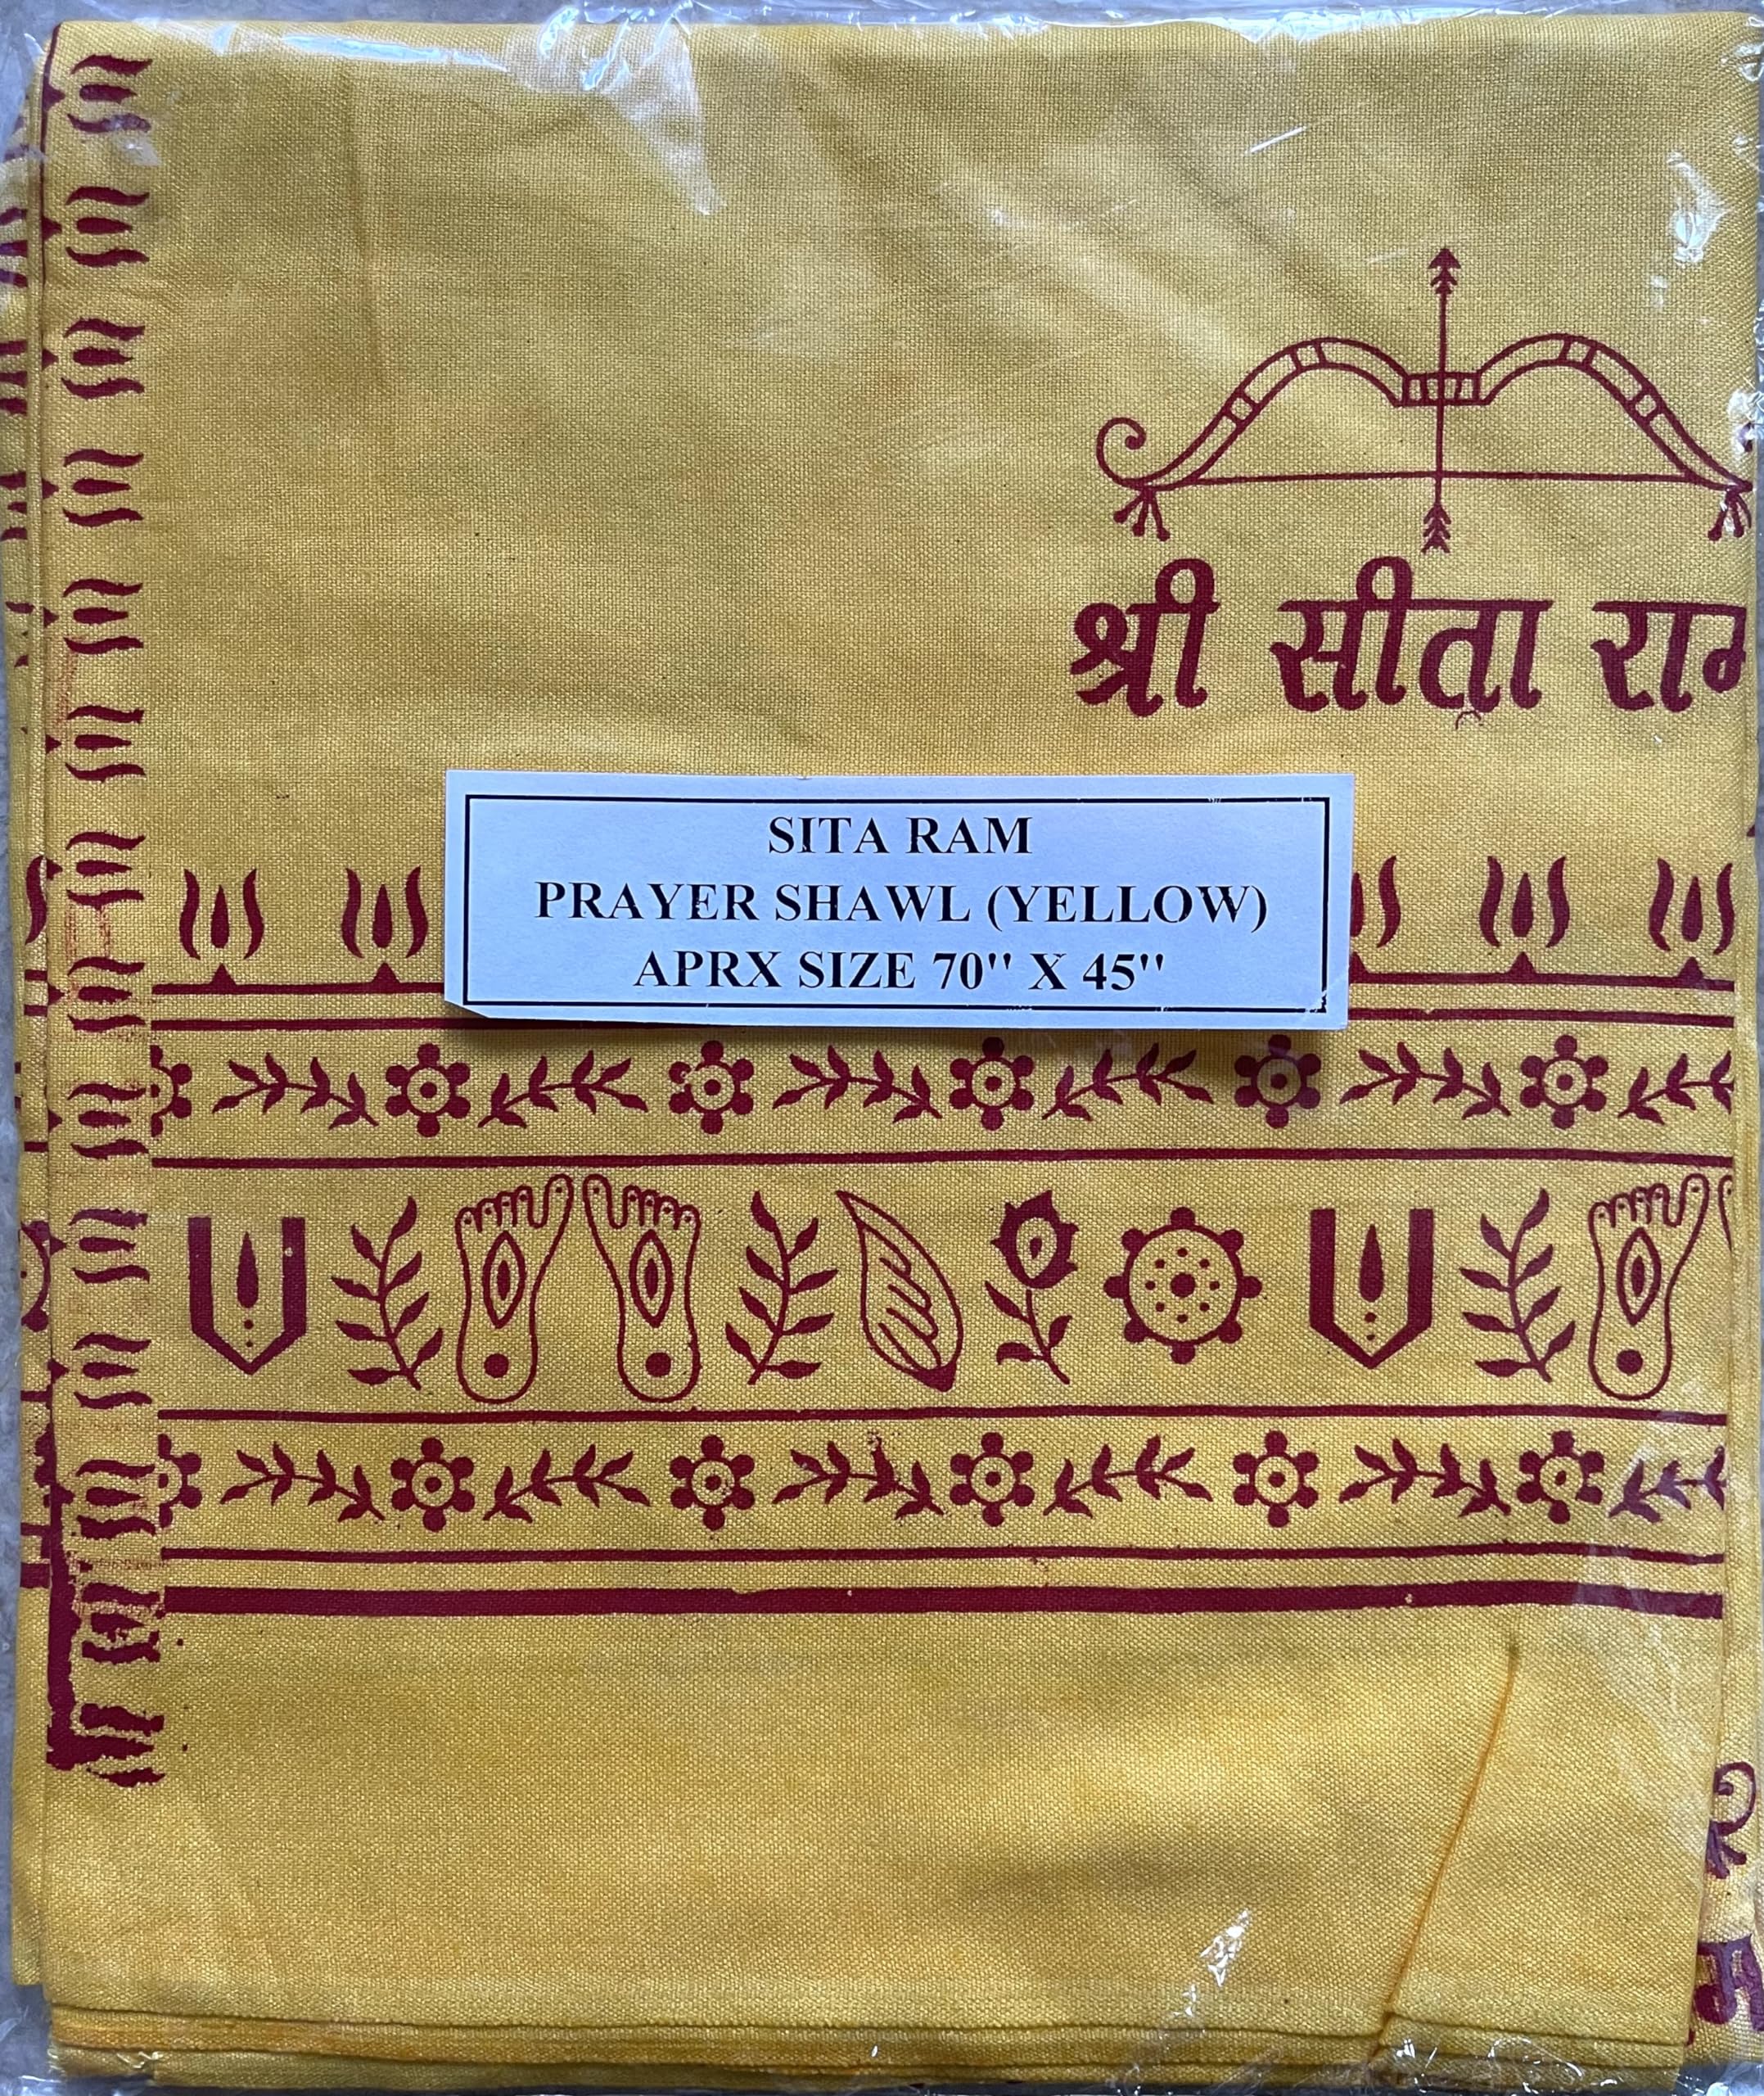 श्री सीता राम
SITA RAM
PRAYER SHAWL (YELLOW)
APRX SIZE 70'' X 45''